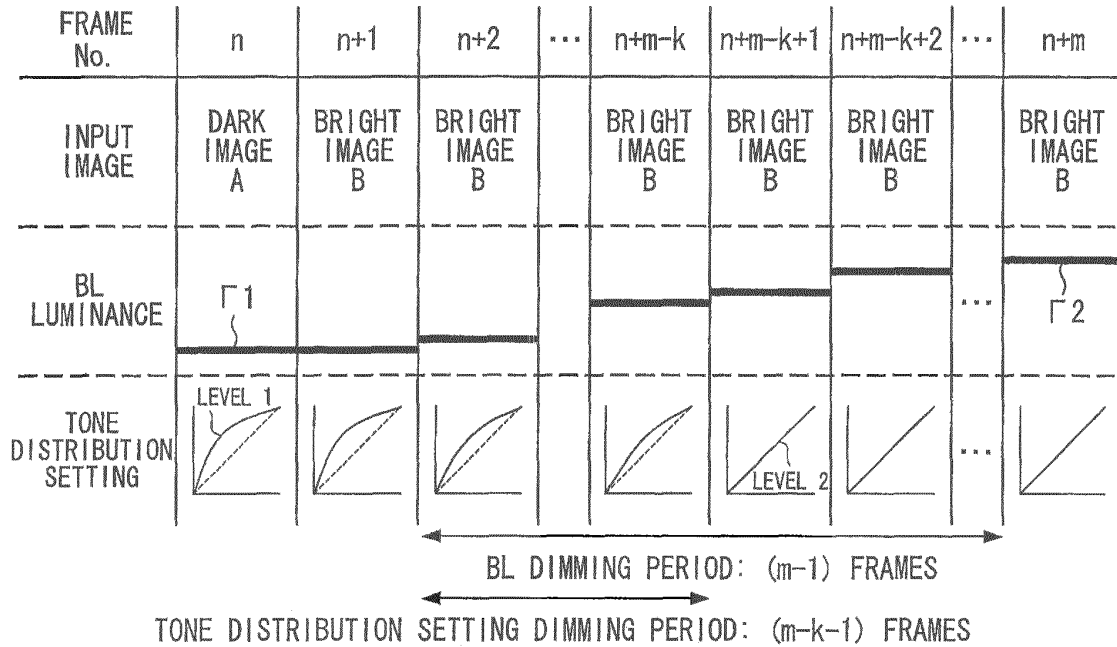 FRAME No. n n+1 n+2 ... n+m-k n+m-k+1 n+m-k+2 ... n+m
INPUT IMAGE DARK IMAGE A BRIGHT IMAGE B BRIGHT IMAGE B BRIGHT IMAGE B BRIGHT IMAGE B BRIGHT IMAGE B BRIGHT IMAGE B
BL LUMINANCE Γ1 ... Γ2
TONE DISTRIBUTION SETTING LEVEL 1 LEVEL 2 ...
BL DIMMING PERIOD: (m-1) FRAMES
TONE DISTRIBUTION SETTING DIMMING PERIOD: (m-k-1) FRAMES